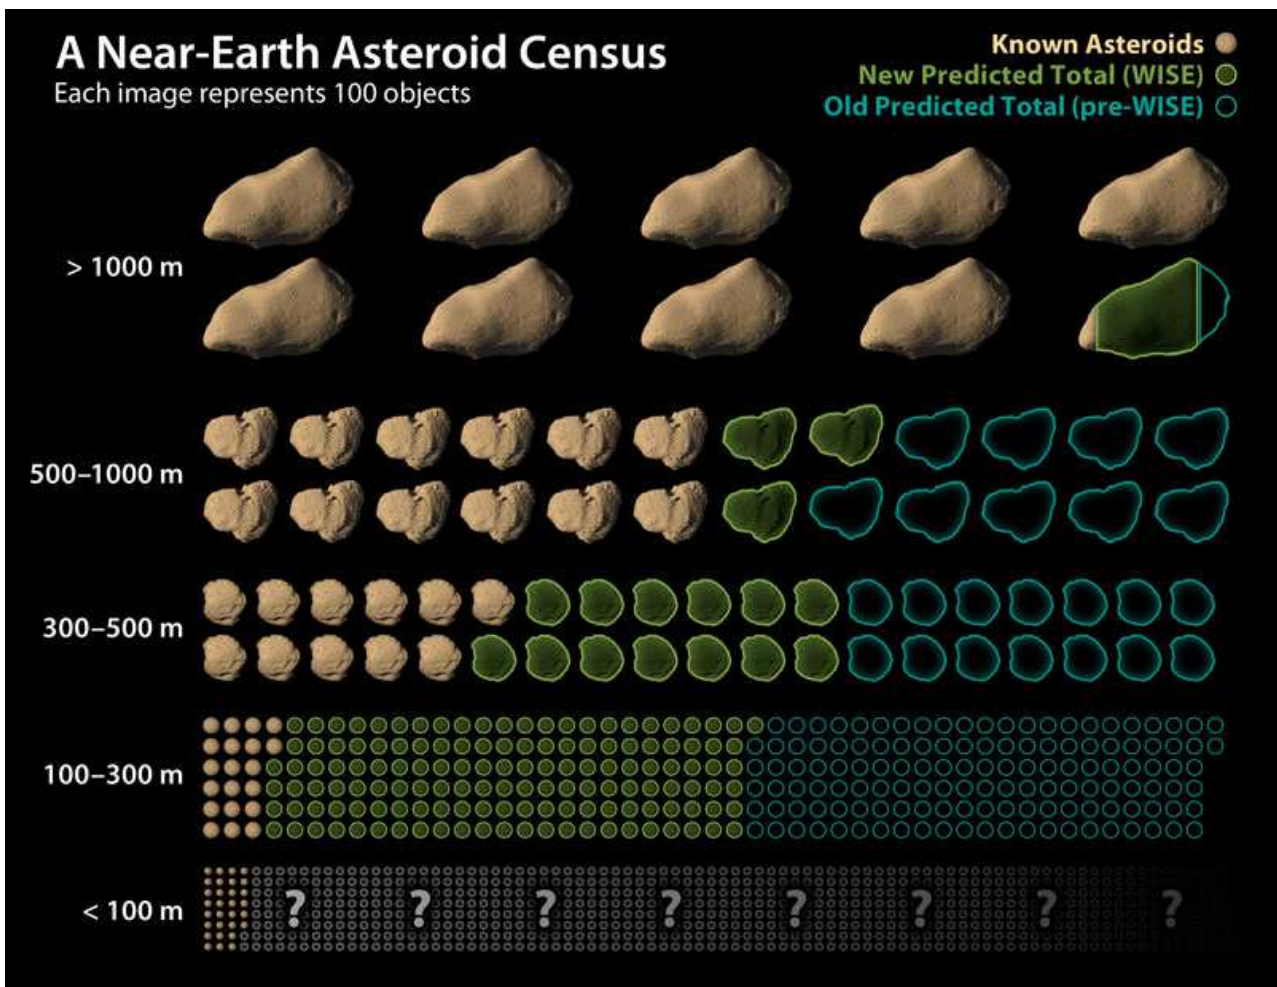 A Near-Earth Asteroid Census
Each image represents 100 objects
Known Asteroids
New Predicted Total (WISE)
Old Predicted Total (pre-WISE)
> 1000 m
500–1000 m
300–500 m
100–300 m
< 100 m
? ? ? ? ? ? ? ?